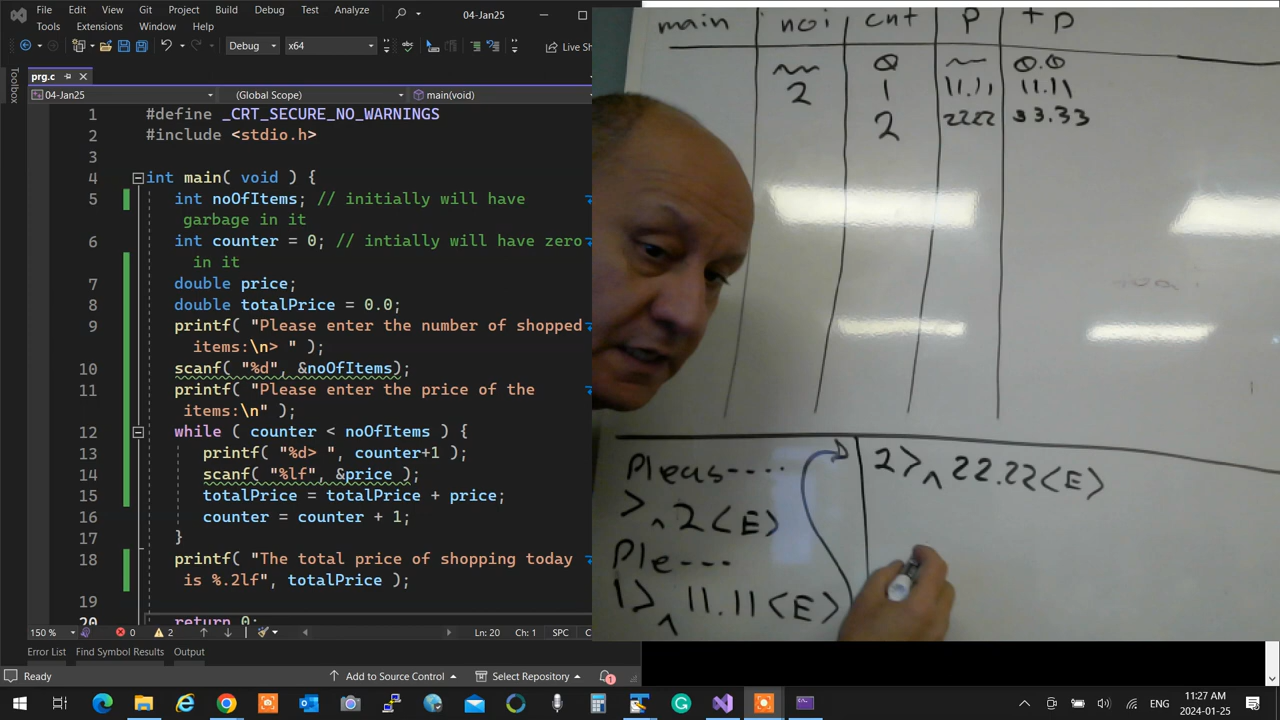 File Edit View Git Project Build Debug Test Analyze 04-Jan25
Tools Extensions Window Help
Debug x64 Live Sh
Toolbox
prg.c
04-Jan25 (Global Scope) main(void)
1 #define _CRT_SECURE_NO_WARNINGS
2 #include <stdio.h>
3
4 int main( void ) {
5 int noOfItems; // initially will have
garbage in it
6 int counter = 0; // intially will have zero
in it
7 double price;
8 double totalPrice = 0.0;
9 printf( "Please enter the number of shopped
items:\n> " );
10 scanf( "%d", &noOfItems);
11 printf( "Please enter the price of the
items:\n" );
12 while ( counter < noOfItems ) {
13 printf( "%d> ", counter+1 );
14 scanf( "%lf", &price );
15 totalPrice = totalPrice + price;
16 counter = counter + 1;
17 }
18 printf( "The total price of shopping today
is %.2lf", totalPrice );
19
20 return 0;
150 % 0 2 Ln: 20 Ch: 1 SPC
Error List Find Symbol Results Output
Ready Add to Source Control Select Repository 1
main noi cnt P TP
0 0.0
2 1 11.11 11.11
2 2222 33.33
Pleas----
>^2<E>
Ple---
1>^11.11<E>
2>^22.22<E>
ENG 11:27 AM
2024-01-25